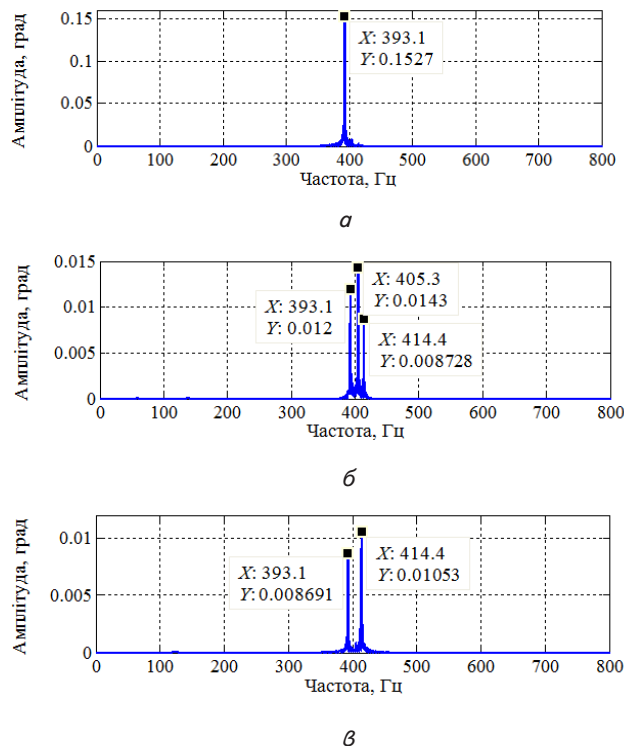 Амплітуда, град
0.15
0.1
0.05
0
X: 393.1
Y: 0.1527
0 100 200 300 400 500 600 700 800
Частота, Гц
а
Амплітуда, град
0.015
0.01
0.005
0
X: 393.1
Y: 0.012
X: 405.3
Y: 0.0143
X: 414.4
Y: 0.008728
0 100 200 300 400 500 600 700 800
Частота, Гц
б
Амплітуда, град
0.01
0.005
0
X: 393.1
Y: 0.008691
X: 414.4
Y: 0.01053
0 100 200 300 400 500 600 700 800
Частота, Гц
в